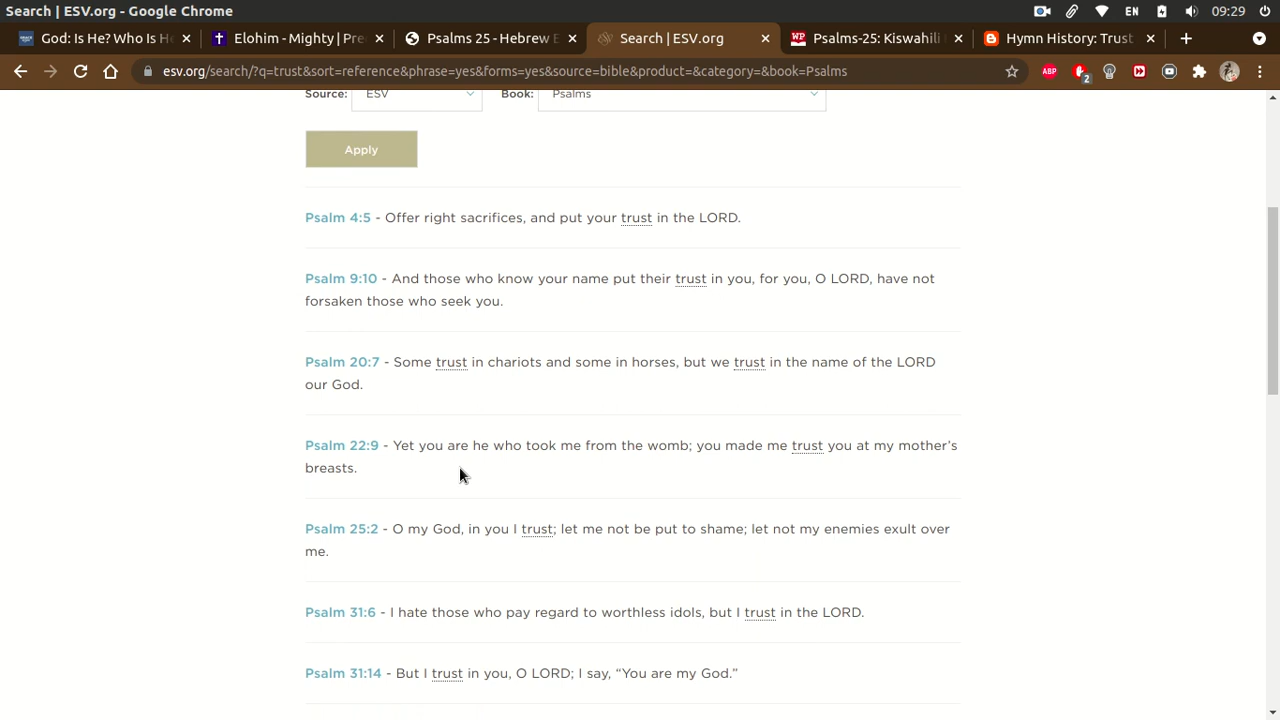 Search | ESV.org - Google Chrome
EN
09:29
God: Is He? Who Is He
Elohim - Mighty | Pre
Psalms 25 - Hebrew E
Search | ESV.org
Psalms-25: Kiswahili
Hymn History: Trust
esv.org/search/?q=trust&sort=reference&phrase=yes&forms=yes&source=bible&product=&category=&book=Psalms
ABP
2
Source: ESV Book: Psalms
Apply
Psalm 4:5 - Offer right sacrifices, and put your trust in the LORD.
Psalm 9:10 - And those who know your name put their trust in you, for you, O LORD, have not
forsaken those who seek you.
Psalm 20:7 - Some trust in chariots and some in horses, but we trust in the name of the LORD
our God.
Psalm 22:9 - Yet you are he who took me from the womb; you made me trust you at my mother’s
breasts.
Psalm 25:2 - O my God, in you I trust; let me not be put to shame; let not my enemies exult over
me.
Psalm 31:6 - I hate those who pay regard to worthless idols, but I trust in the LORD.
Psalm 31:14 - But I trust in you, O LORD; I say, “You are my God.”